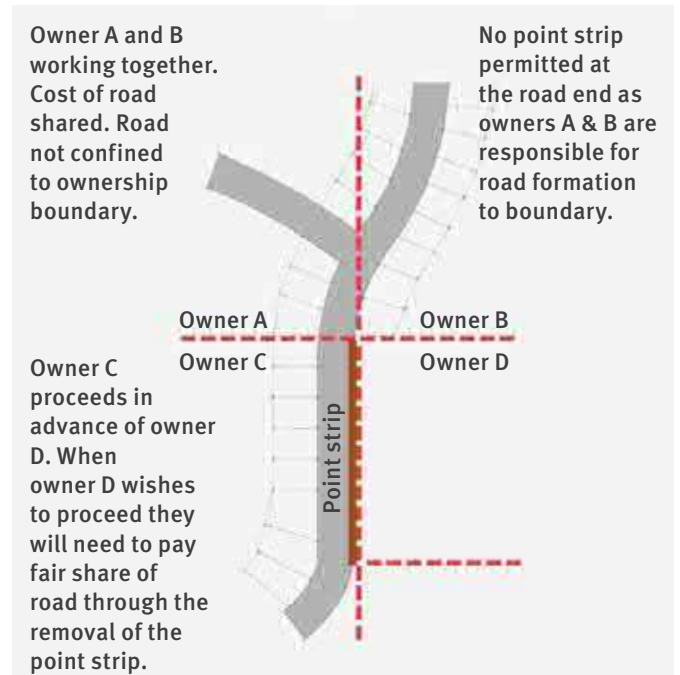 Owner A and B
working together.
Cost of road
shared. Road
not confined
to ownership
boundary.
No point strip
permitted at
the road end as
owners A & B are
responsible for
road formation
to boundary.
Owner A
Owner B
Owner C
Owner D
Owner C
proceeds in
advance of owner
D. When
owner D wishes
to proceed they
will need to pay
fair share of
road through the
removal of the
point strip.
Point strip